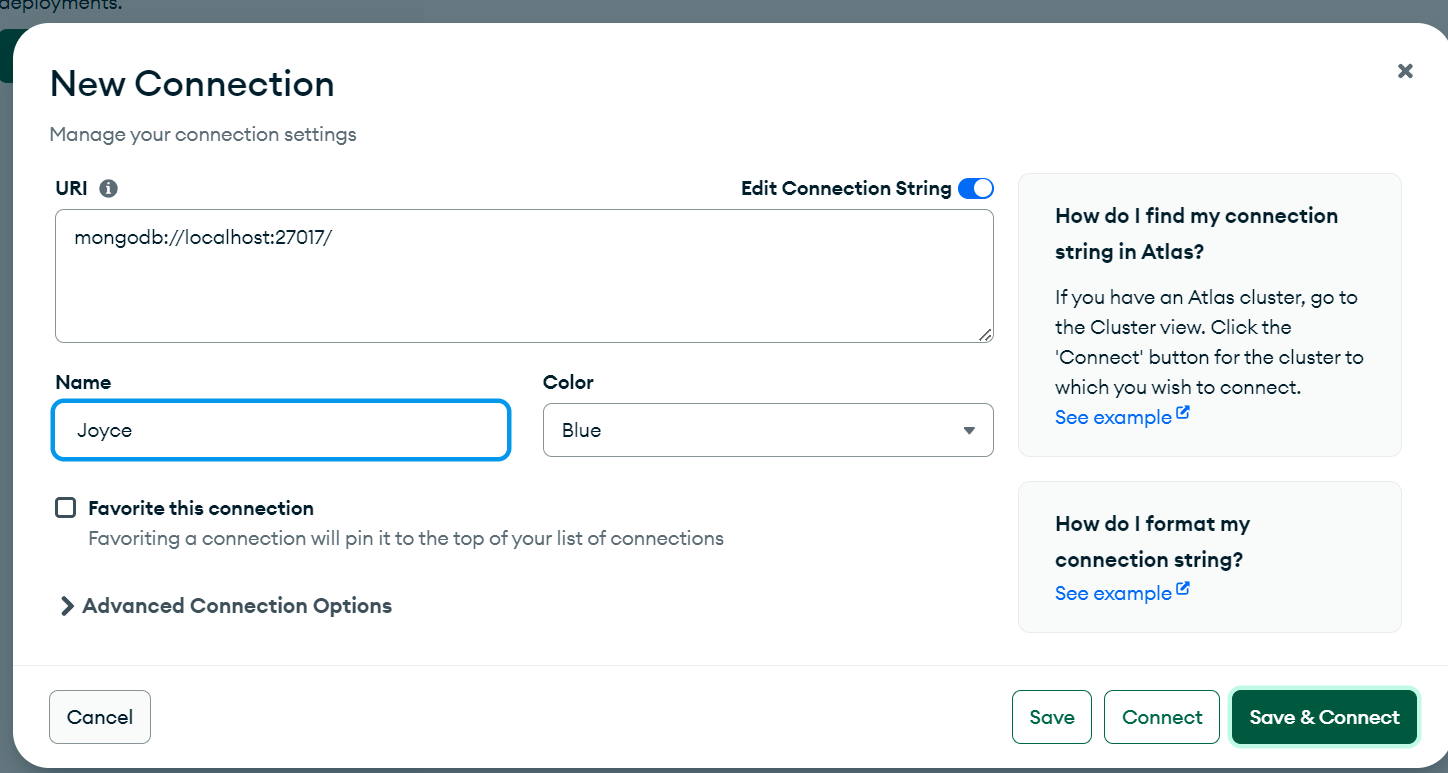 deployments.
New Connection
Manage your connection settings
URI
Edit Connection String
mongodb://localhost:27017/
Name
Color
Joyce
Blue
Favorite this connection
Favoriting a connection will pin it to the top of your list of connections
Advanced Connection Options
How do I find my connection
string in Atlas?
If you have an Atlas cluster, go to
the Cluster view. Click the
'Connect' button for the cluster to
which you wish to connect.
See example
How do I format my
connection string?
See example
Cancel
Save
Connect
Save & Connect